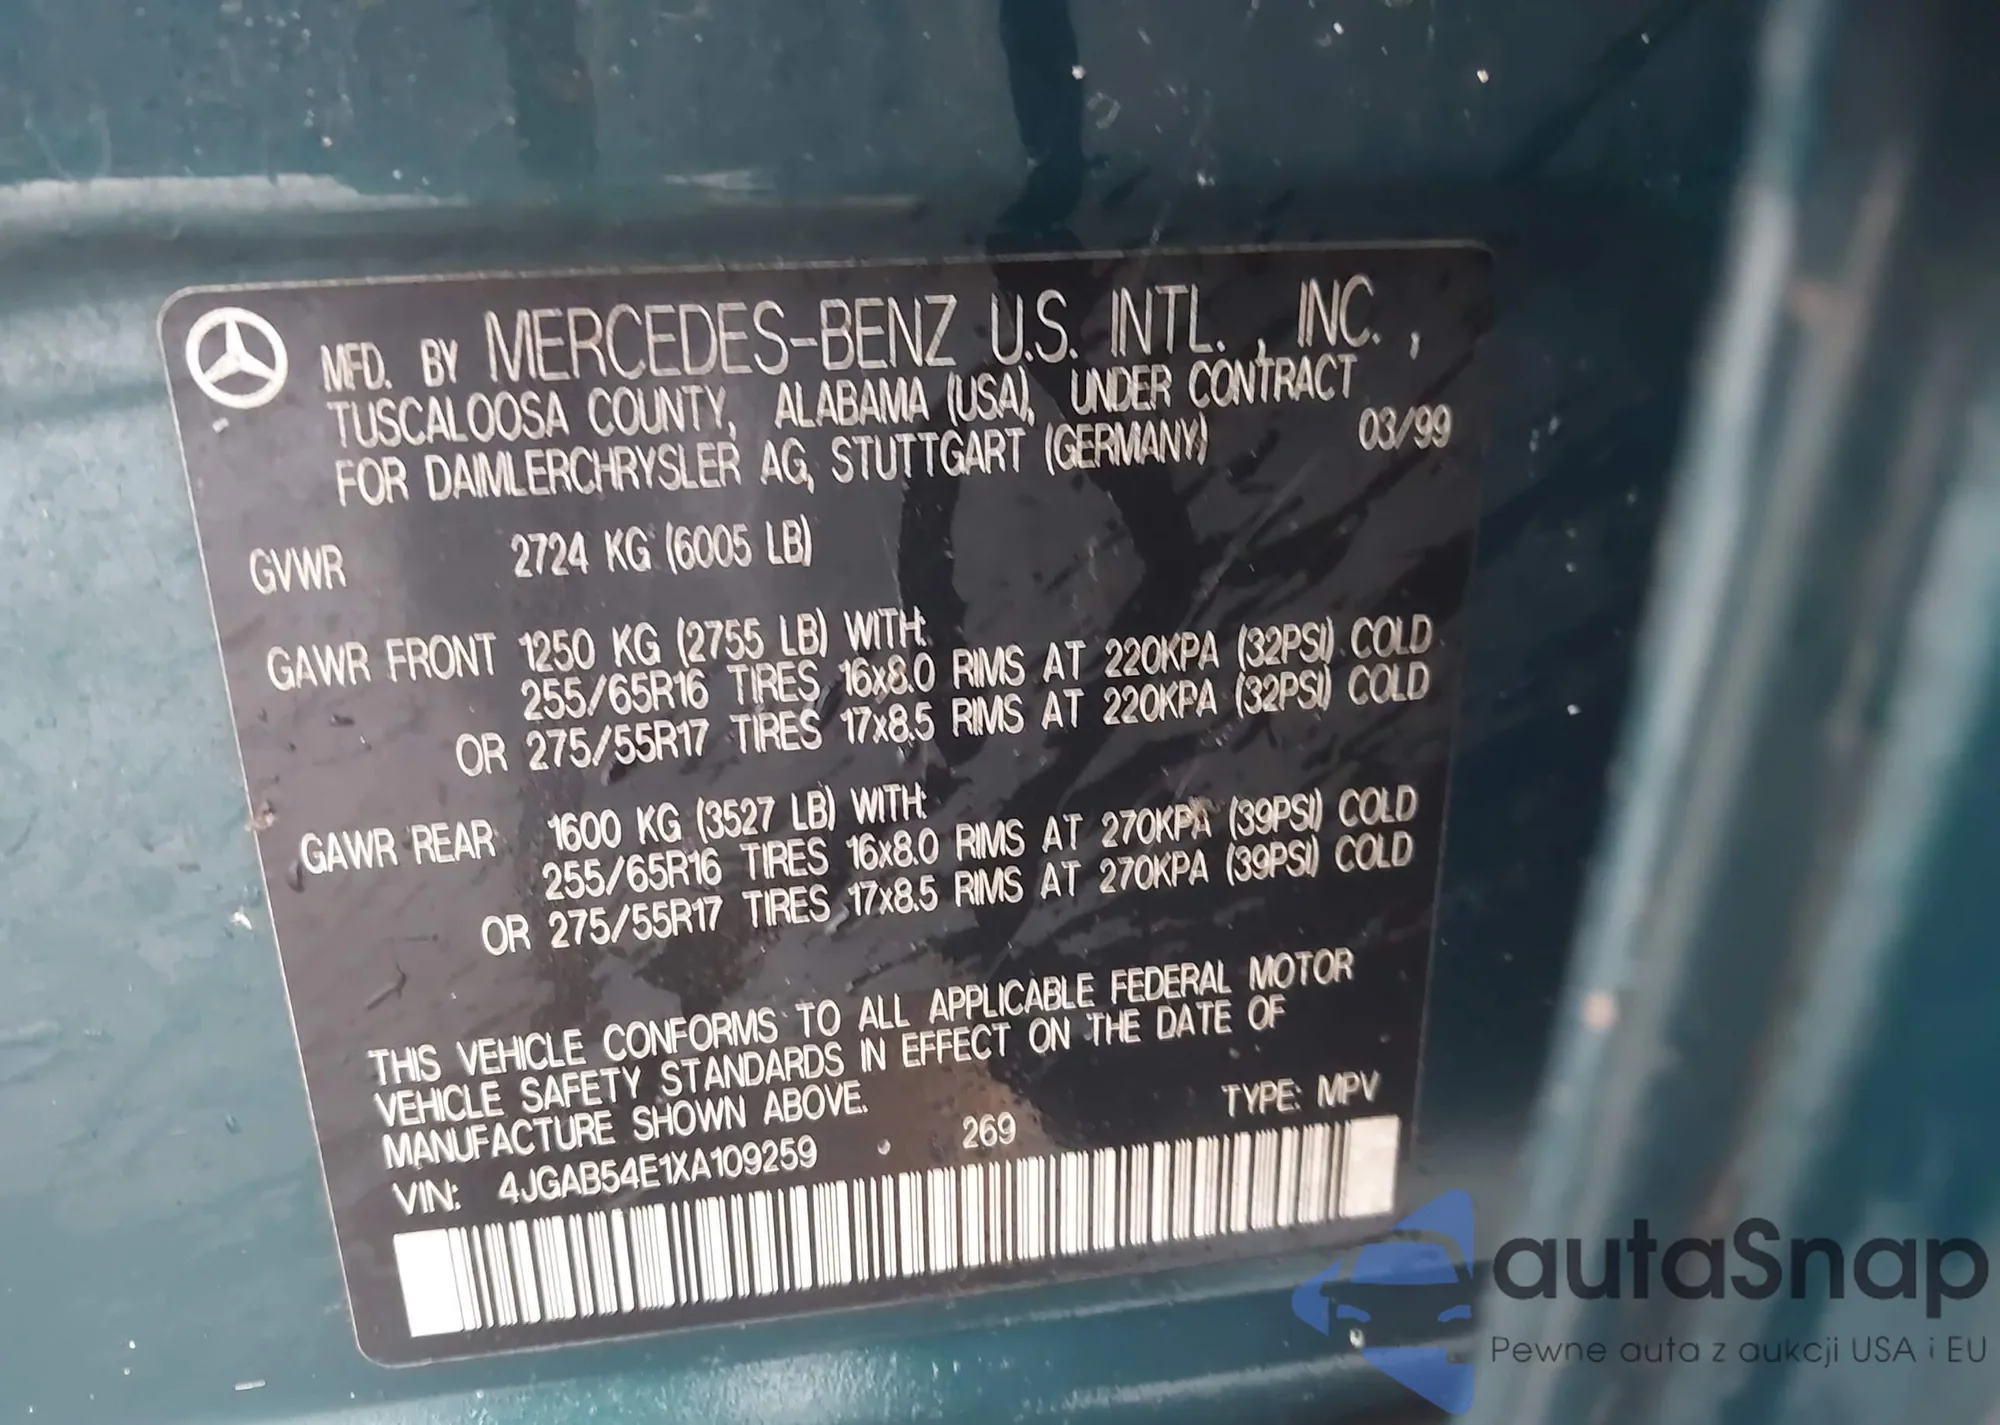 MFD. BY MERCEDES-BENZ U.S. INTL., INC.,
TUSCALOOSA COUNTY, ALABAMA (USA), UNDER CONTRACT
FOR DAIMLERCHRYSLER AG, STUTTGART (GERMANY) 03/99
GVWR 2724 KG (6005 LB)
GAWR FRONT 1250 KG (2755 LB) WITH:
255/65R16 TIRES 16x8.0 RIMS AT 220KPA (32PSI) COLD
OR 275/55R17 TIRES 17x8.5 RIMS AT 220KPA (32PSI) COLD
GAWR REAR 1600 KG (3527 LB) WITH:
255/65R16 TIRES 16x8.0 RIMS AT 270KPA (39PSI) COLD
OR 275/55R17 TIRES 17x8.5 RIMS AT 270KPA (39PSI) COLD
THIS VEHICLE CONFORMS TO ALL APPLICABLE FEDERAL MOTOR
VEHICLE SAFETY STANDARDS IN EFFECT ON THE DATE OF
MANUFACTURE SHOWN ABOVE.
VIN: 4JGAB54E1XA109259 269 TYPE: MPV
autaSnap
Pewne auta z aukcji USA i EU